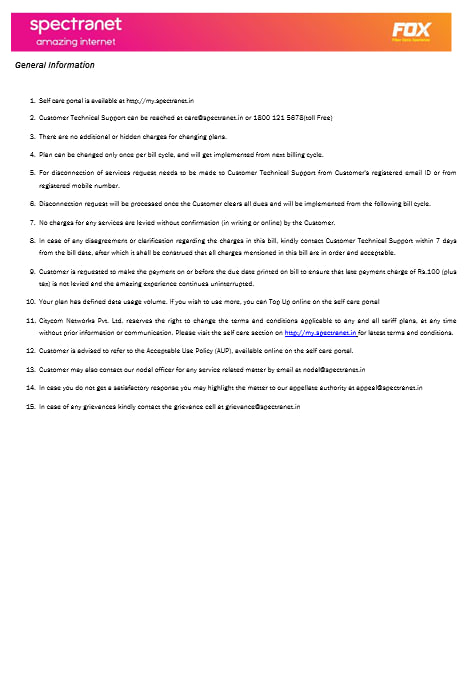 spectranet
amazing internet
FOX
Fiber Optic Xperience
General Information
1. Self care portal is available at http://my.spectranet.in
2. Customer Technical Support can be reached at care@spectranet.in or 1800 121 5678(toll Free)
3. There are no additional or hidden charges for changing plans.
4. Plan can be changed only once per bill cycle, and will get implemented from next billing cycle.
5. For disconnection of services request needs to be made to Customer Technical Support from Customer's registered email ID or from
registered mobile number.
6. Disconnection request will be processed once the Customer clears all dues and will be implemented from the following bill cycle.
7. No charges for any services are levied without confirmation (in writing or online) by the Customer.
8. In case of any disagreement or clarification regarding the charges in this bill, kindly contact Customer Technical Support within 7 days
from the bill date, after which it shall be construed that all charges mentioned in this bill are in order and acceptable.
9. Customer is requested to make the payment on or before the due date printed on bill to ensure that late payment charge of Rs.100 (plus
tax) is not levied and the amazing experience continues uninterrupted.
10. Your plan has defined data usage volume. If you wish to use more, you can Top Up online on the self care portal
11. Citycom Networks Pvt. Ltd. reserves the right to change the terms and conditions applicable to any and all tariff plans, at any time
without prior information or communication. Please visit the self care section on http://my.spectranet.in for latest terms and conditions.
12. Customer is advised to refer to the Acceptable Use Policy (AUP), available online on the self care portal.
13. Customer may also contact our nodel officer for any service related matter by email at nodel@spectranet.in
14. In case you do not get a satisfactory response you may highlight the matter to our appellate authority at appeal@spectranet.in
15. In case of any grievances kindly contact the grievance cell at grievance@spectranet.in